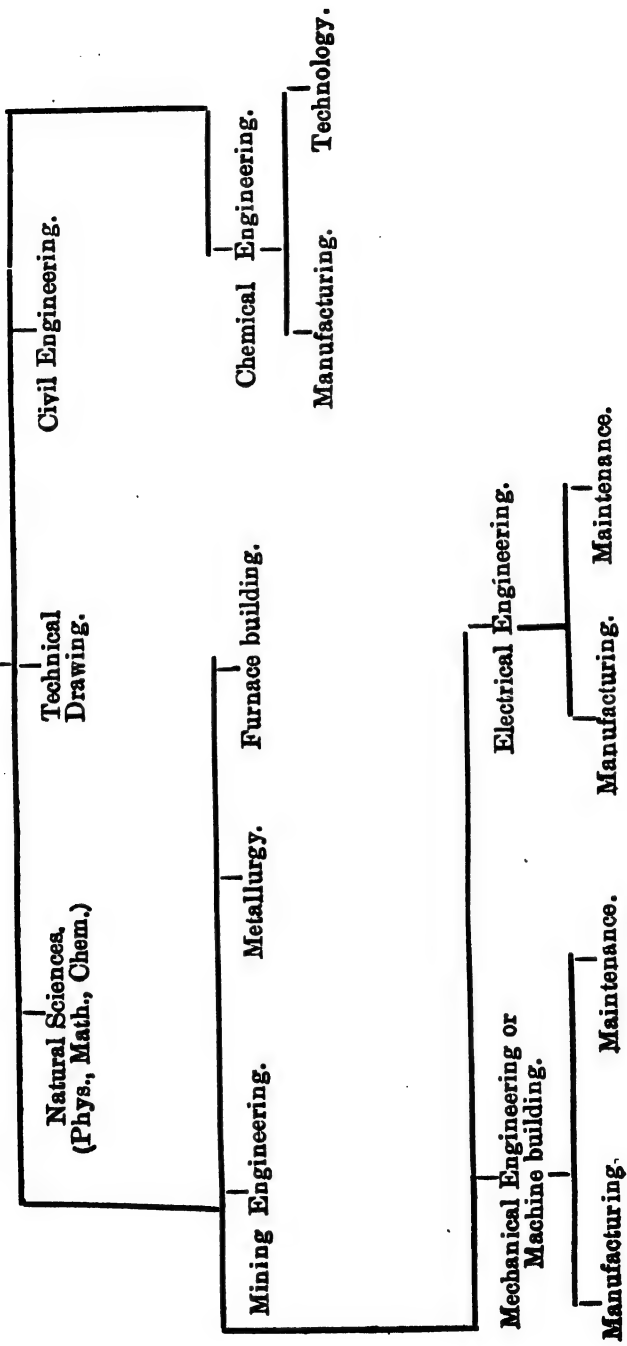 Natural Sciences.
(Phys., Math., Chem.)
Technical
Drawing.
Civil Engineering.
Mining Engineering.
Metallurgy.
Furnace building.
Chemical Engineering.
Manufacturing.
Technology.
Mechanical Engineering or
Machine building.
Electrical Engineering.
Manufacturing.
Maintenance.
Manufacturing.
Maintenance.